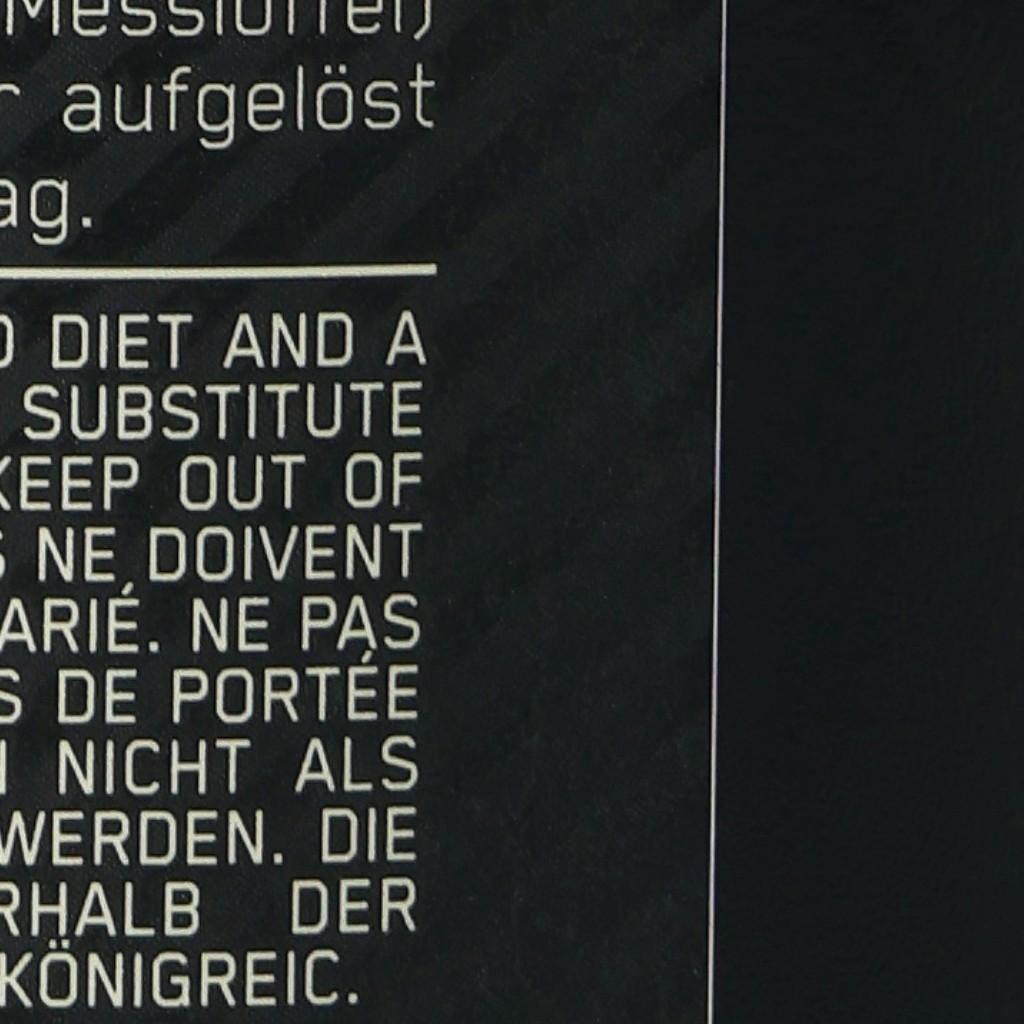 Messlöffel)
aufgelöst
ag.
DIET AND A
SUBSTITUTE
KEEP OUT OF
S NE DOIVENT
ARIÉ. NE PAS
S DE PORTÉE
NICHT ALS
WERDEN. DIE
RHALB DER
KÖNIGREIC.